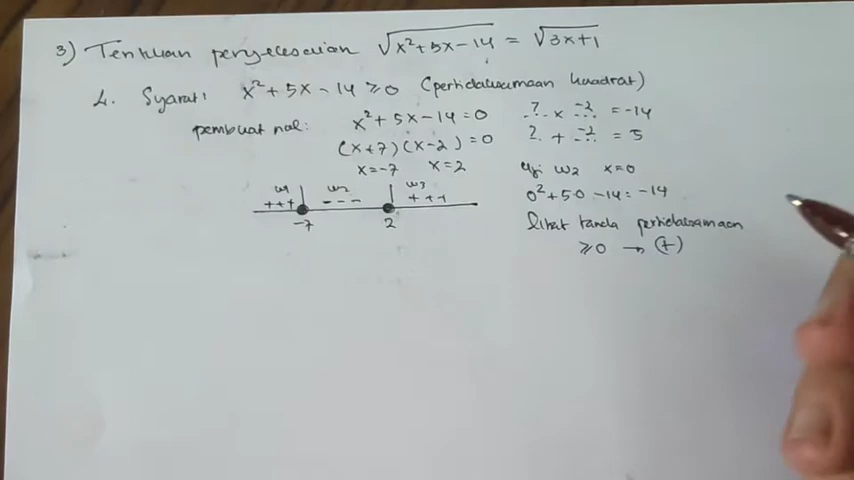 3) Tentukan penyelesaian √x²+5x-14 = √3x+1
1. Syarat: x²+5x-14 ≥ 0 (pertidaksamaan kuadrat)
pembuat nol: x²+5x-14=0
(x+7)(x-2)=0
x=-7 x=2
? x -2 = -14
? + -2 = 5
Uji W2 x=0
0²+5.0-14=-14
lihat tanda pertidaksamaan
≥0 → (+)
W1 W2 W3
+++ --- +++
-7 2